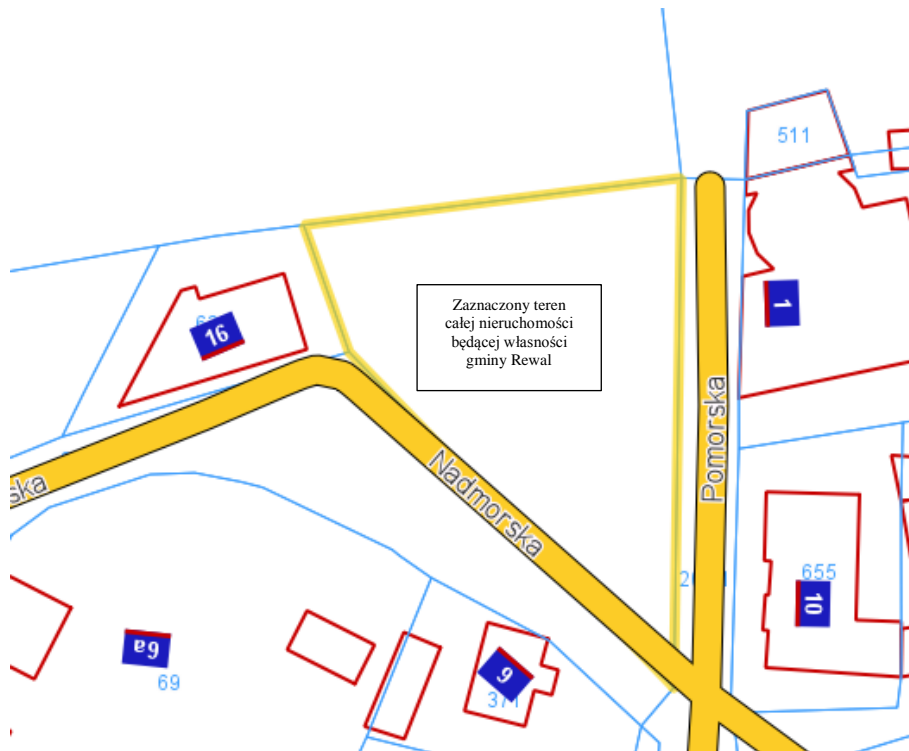 511
1
16
Zaznaczony teren
całej nieruchomości
będącej własności
gminy Rewal
Pomorska
Nadmorska
ska
655
10
6a
69
9
371